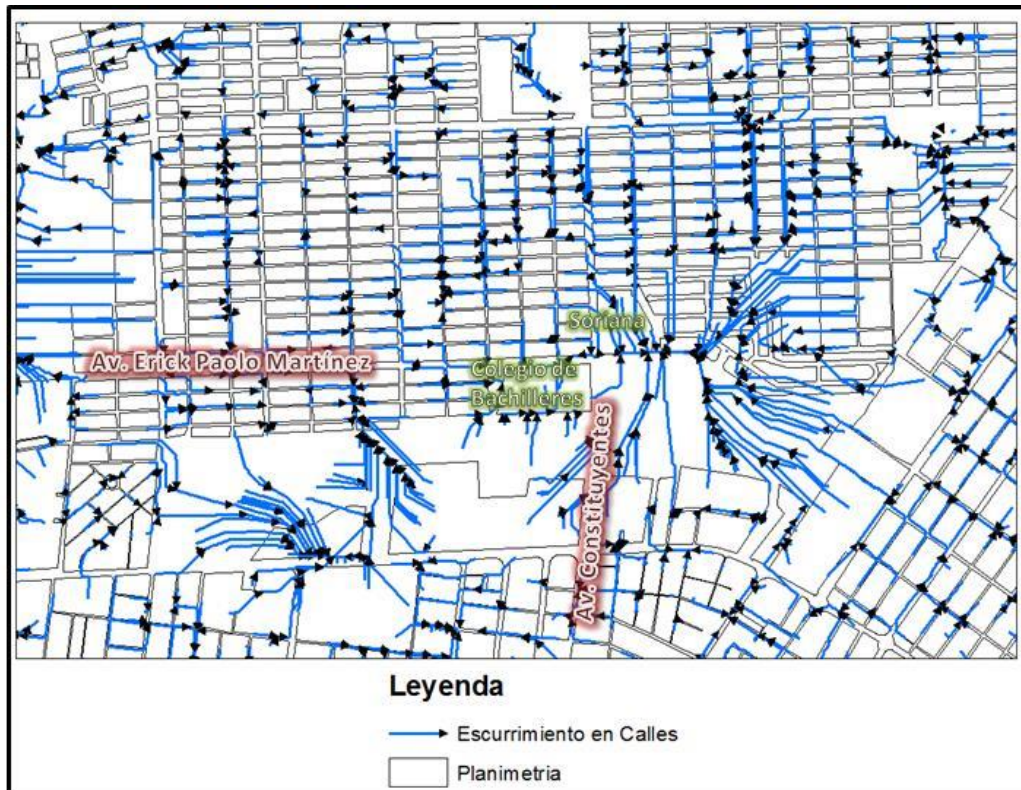 Soriana
Av. Erick Paolo Martínez
Colegio de
Bachilleres
Av. Constituyentes
Leyenda
Escurrimiento en Calles
Planimetria